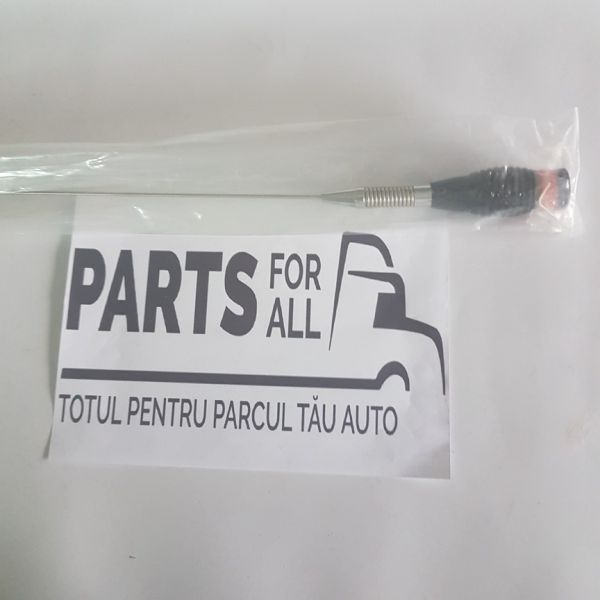 PARTS FOR ALL
TOTUL PENTRU PARCUL TĂU AUTO